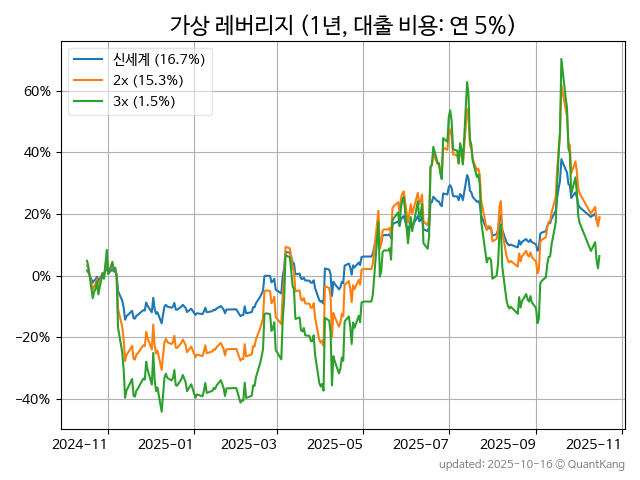 가상 레버리지 (1년, 대출 비용: 연 5%)
신세계 (16.7%)
2x (15.3%)
3x (1.5%)
60%
40%
20%
0%
−20%
−40%
2024-11
2025-01
2025-03
2025-05
2025-07
2025-09
2025-11
updated: 2025-10-16 © QuantKang